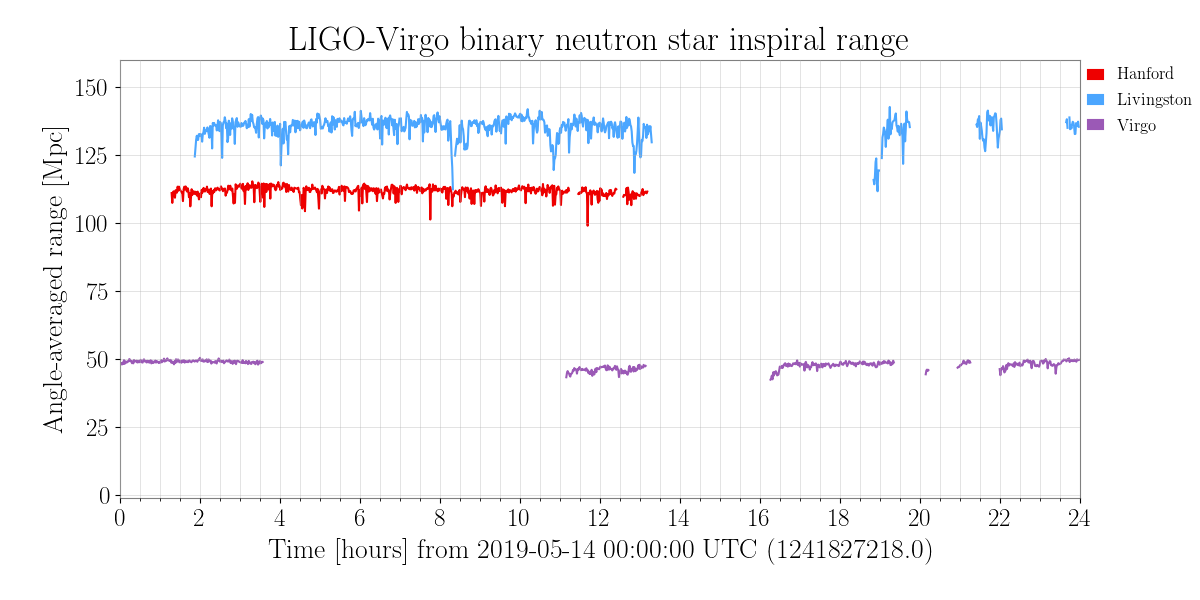 LIGO-Virgo binary neutron star inspiral range
Hanford
Livingston
Virgo
Angle-averaged range [Mpc]
150
125
100
75
50
25
0
0 2 4 6 8 10 12 14 16 18 20 22 24
Time [hours] from 2019-05-14 00:00:00 UTC (1241827218.0)